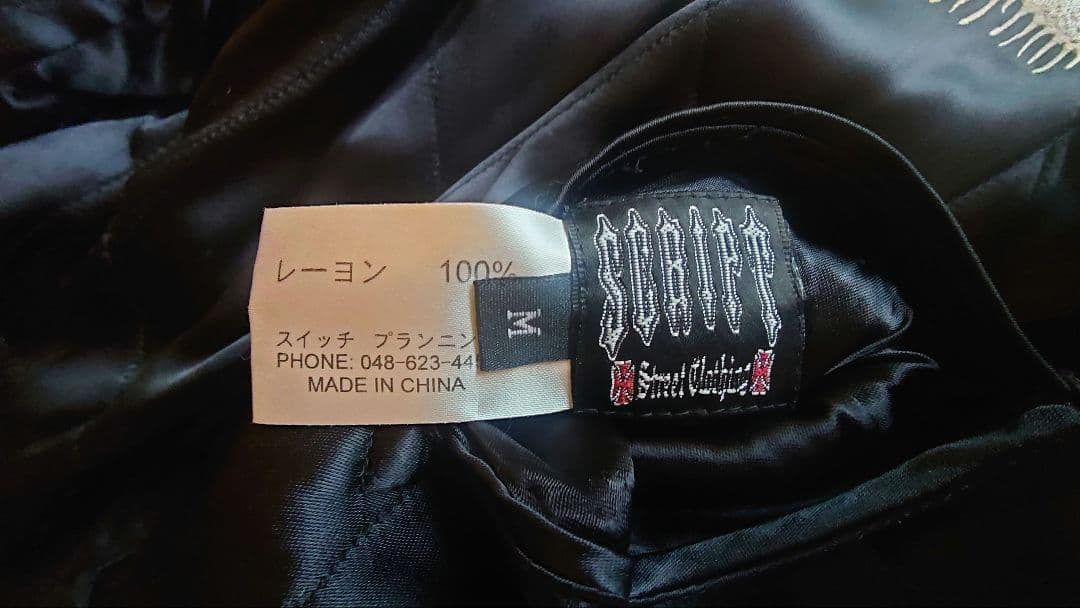 レーヨン 100%
スイッチ プランニン
PHONE: 048-623-44
MADE IN CHINA
M
SCRIPT
Street Clothing